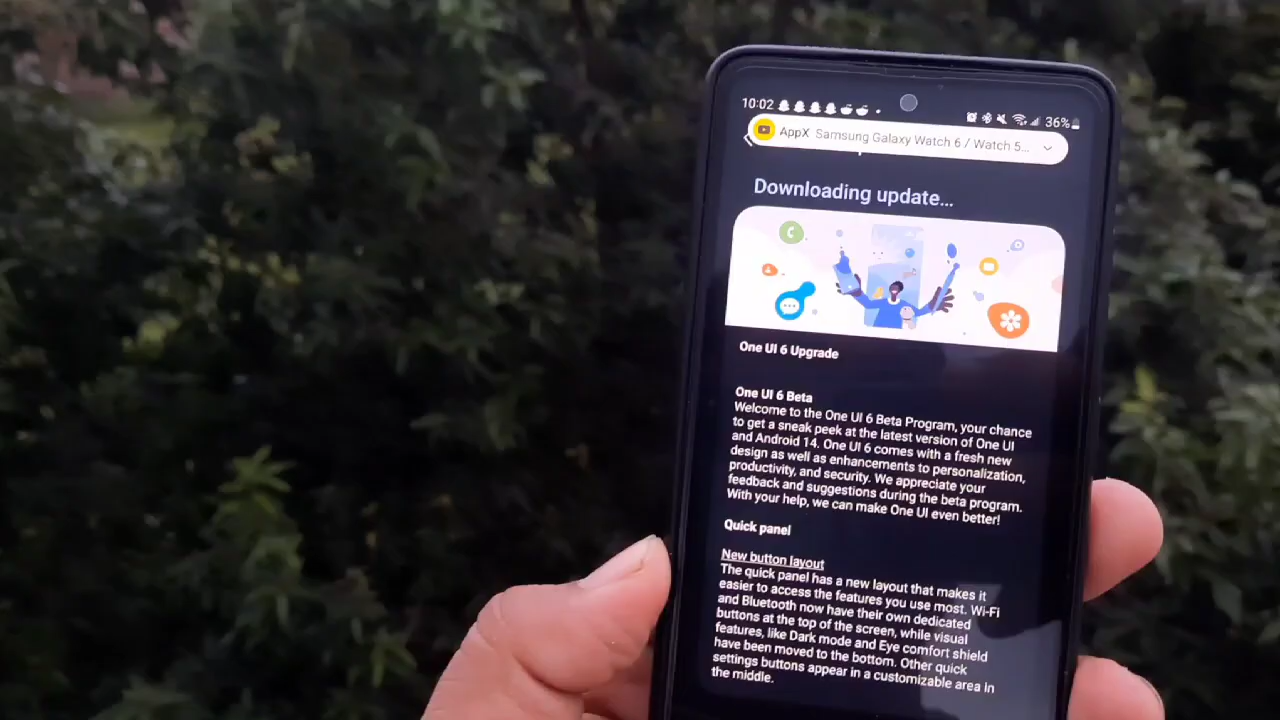 10:02
36%
AppX Samsung Galaxy Watch 6 / Watch 5...
Downloading update...
One UI 6 Upgrade
One UI 6 Beta
Welcome to the One UI 6 Beta Program, your chance
to get a sneak peek at the latest version of One UI
and Android 14. One UI 6 comes with a fresh new
design as well as enhancements to personalization,
productivity, and security. We appreciate your
feedback and suggestions during the beta program.
With your help, we can make One UI even better!
Quick panel
New button layout
The quick panel has a new layout that makes it
easier to access the features you use most. Wi-Fi
and Bluetooth now have their own dedicated
buttons at the top of the screen, while visual
features, like Dark mode and Eye comfort shield
have been moved to the bottom. Other quick
settings buttons appear in a customizable area in
the middle.